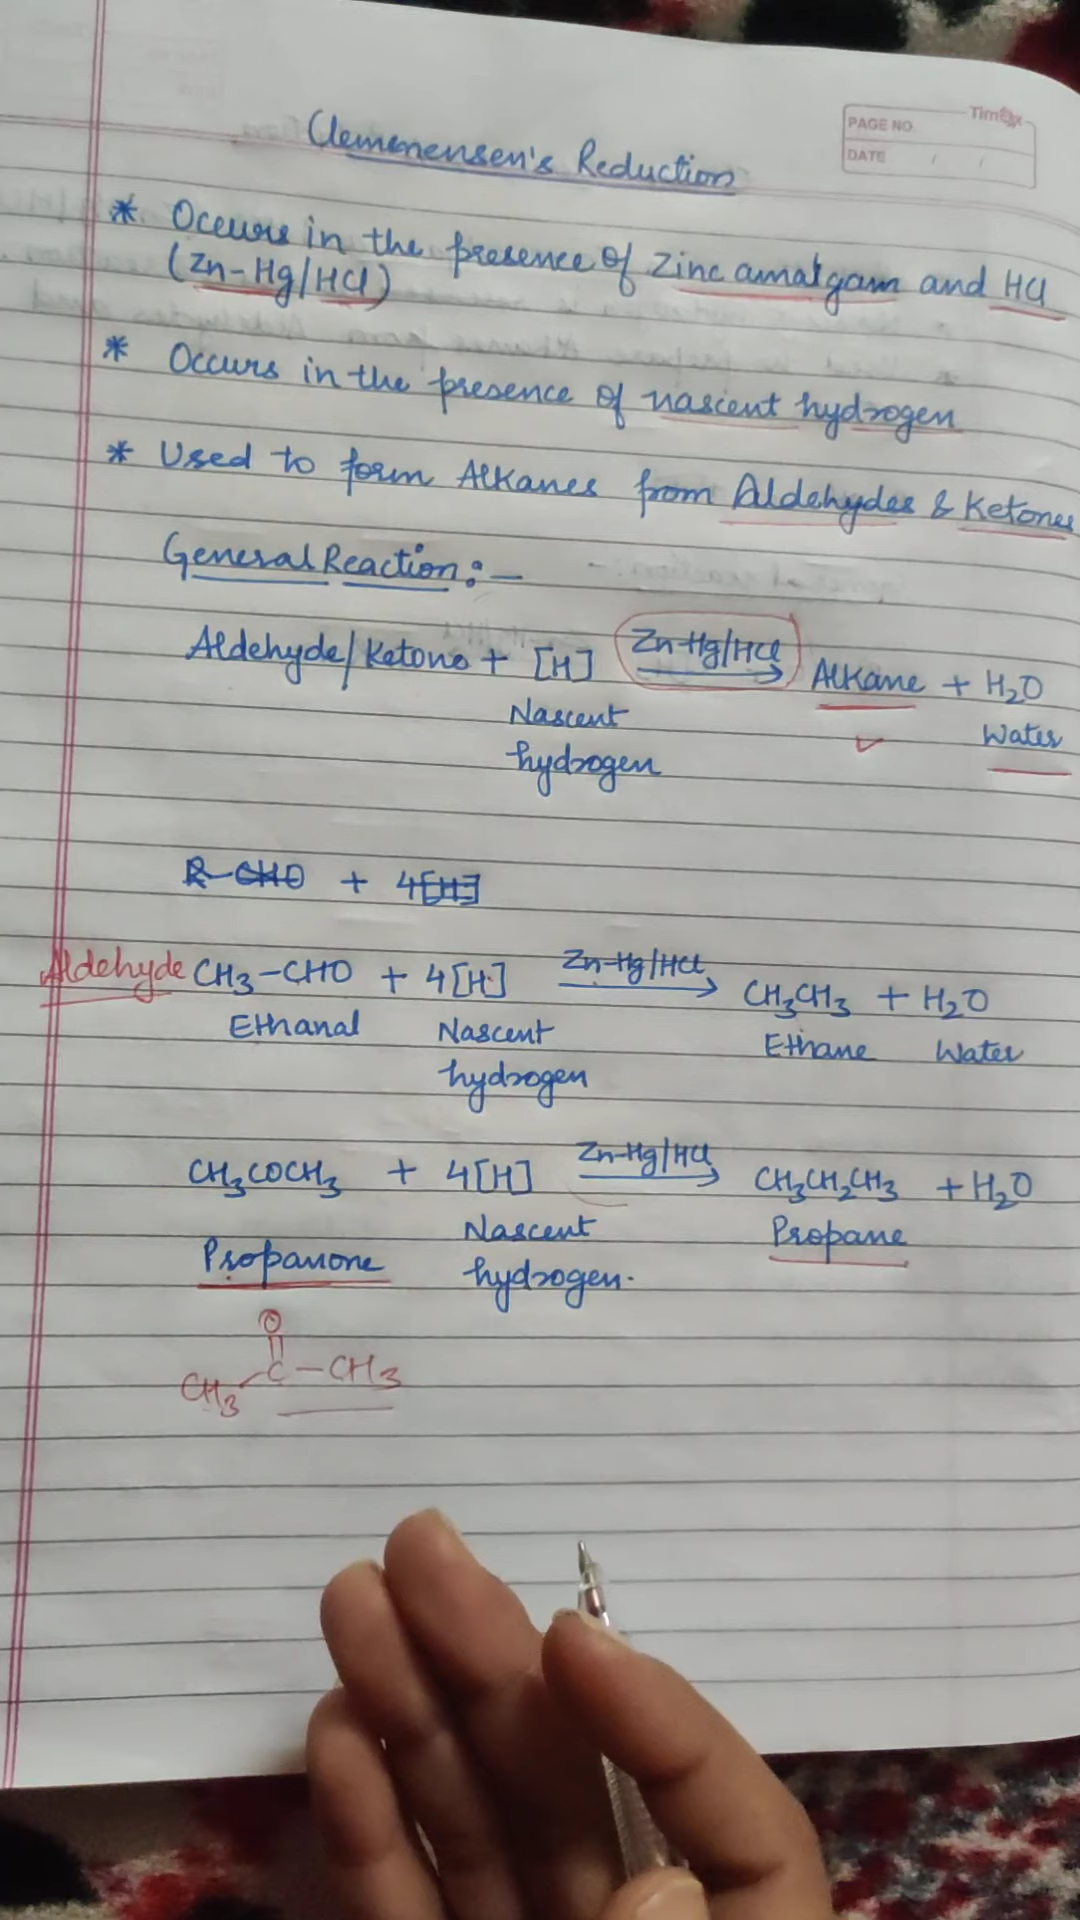 TimEx
PAGE NO.
DATE / /
Clemenensen's Reduction
* Occurs in the presence of Zinc amalgam and HCl
(Zn-Hg/HCl)
* Occurs in the presence of nascent hydrogen
* Used to form Alkanes from Aldehydes & Ketones
General Reaction:-
Aldehyde/Ketone + [H] Zn-Hg/HCl → Alkane + H2O
Nascent hydrogen ✓ Water
R-CHO + 4[H]
Aldehyde CH3-CHO + 4[H] Zn-Hg/HCl → CH3CH3 + H2O
Ethanal Nascent hydrogen Ethane Water
CH3COCH3 + 4[H] Zn-Hg/HCl → CH3CH2CH3 + H2O
Propanone Nascent hydrogen. Propane
O
CH3 C-CH3